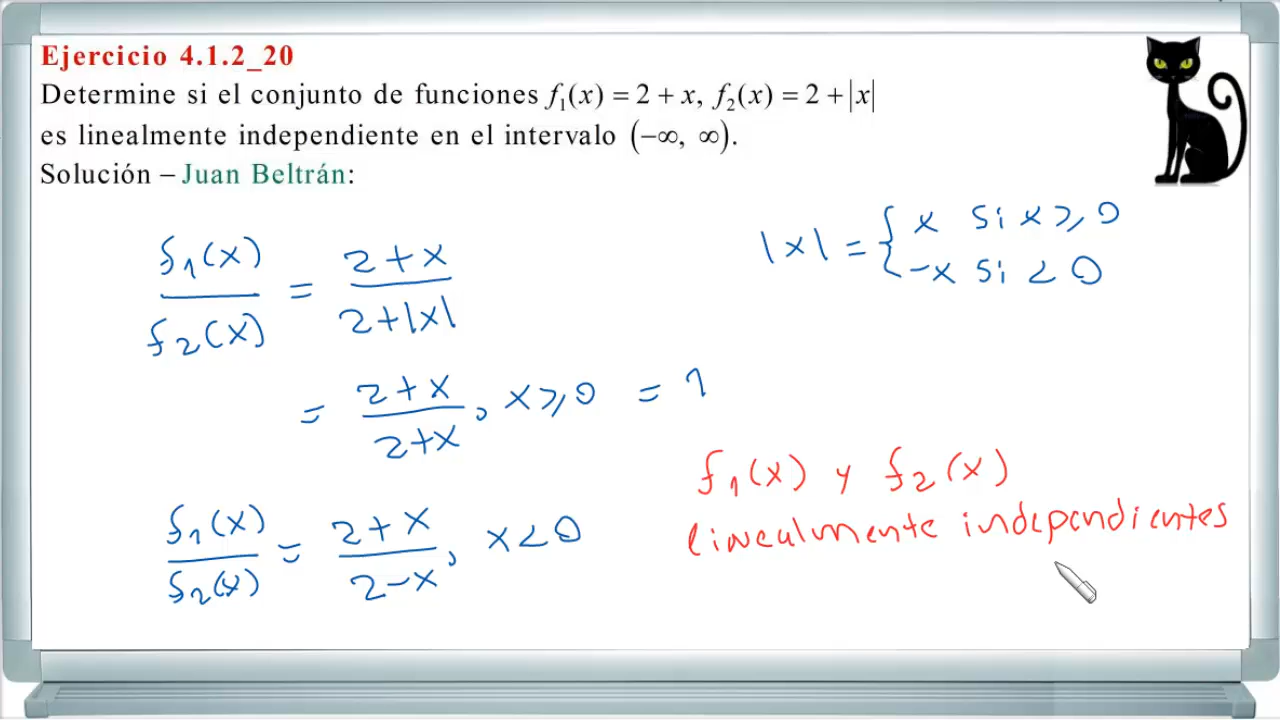 Ejercicio 4.1.2_20
Determine si el conjunto de funciones f₁(x) = 2 + x, f₂(x) = 2 + |x|
es linealmente independiente en el intervalo (−∞, ∞).
Solución – Juan Beltrán:
|x| = { x si x ≥ 0
−x si < 0
f₁(x)/f₂(x) = (2+x)/(2+|x|)
= (2+x)/(2+x), x ≥ 0 = 1
f₁(x)/f₂(x) = (2+x)/(2−x), x < 0
f₁(x) y f₂(x)
linealmente independientes